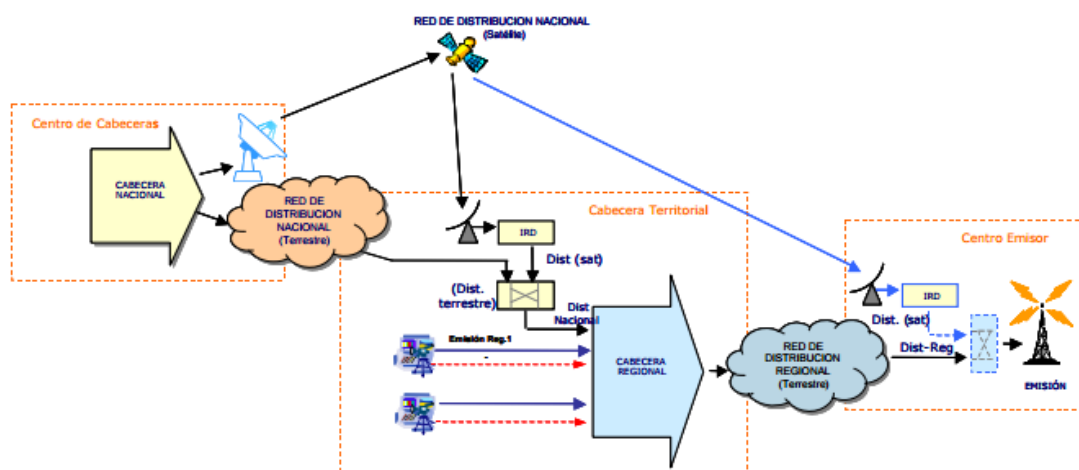 RED DE DISTRIBUCION NACIONAL
(Satélite)
Centro de Cabeceras
CABECERA
NACIONAL
RED DE
DISTRIBUCION
NACIONAL
(Terrestre)
Cabecera Territorial
IRD
Dist (sat)
(Dist.
terrestre)
Dist
Nacional
Emisión Reg.1
-
CABECERA
REGIONAL
RED DE
DISTRIBUCION
REGIONAL
(Terrestre)
Centro Emisor
IRD
Dist. (sat)
Dist-Reg
EMISIÓN